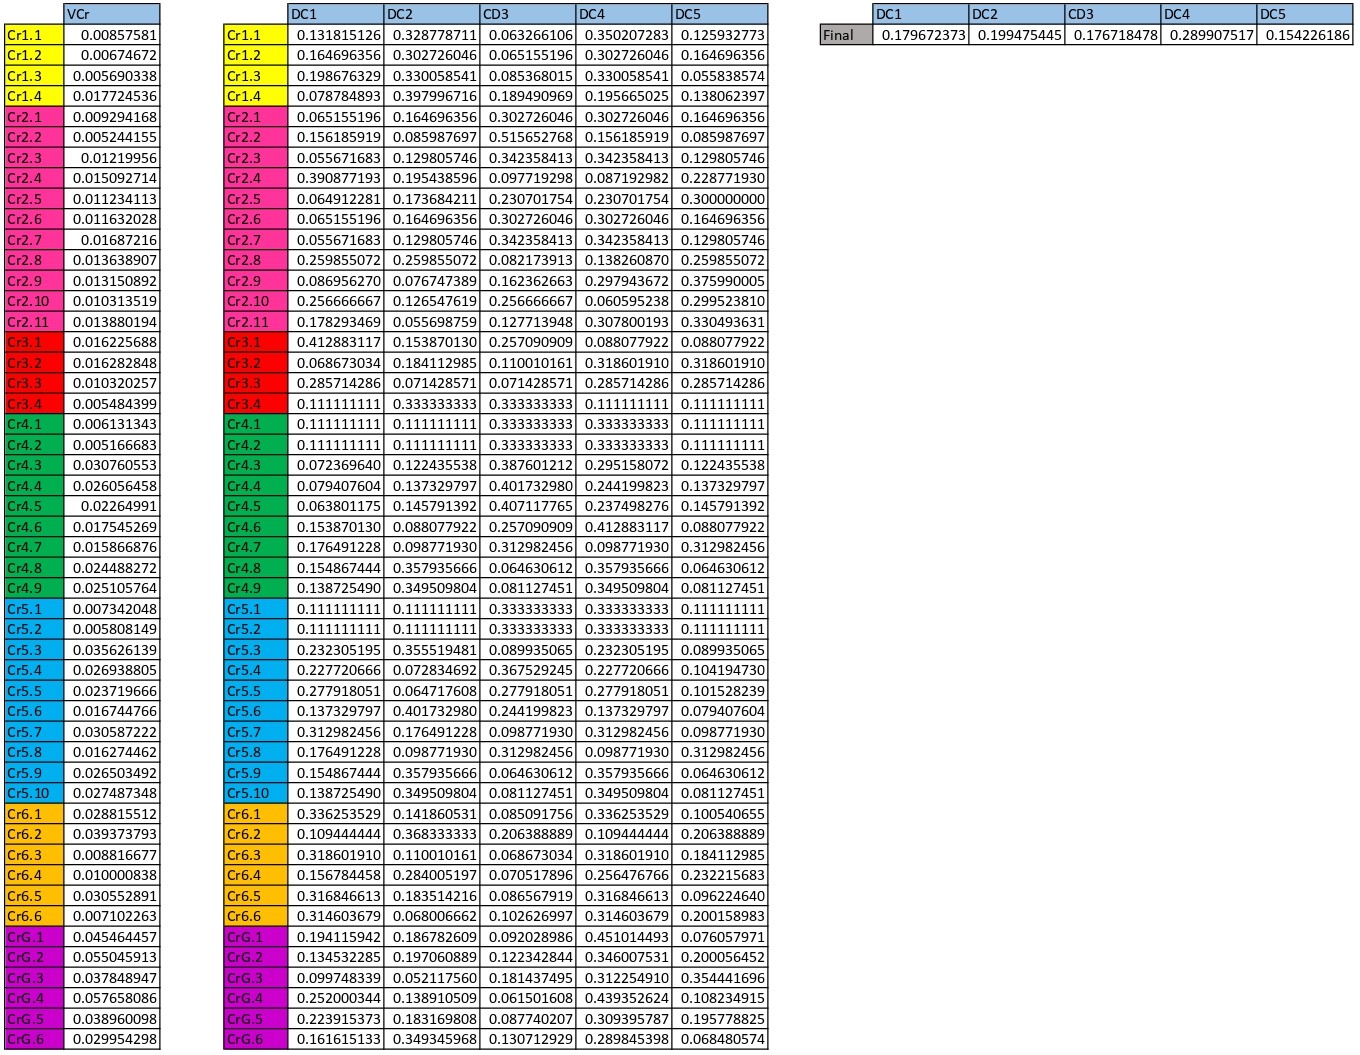 VCr DC1 DC2 CD3 DC4 DC5 DC1 DC2 CD3 DC4 DC5
Cr1.1 0.00857581 Cr1.1 0.131815126 0.328778711 0.063266106 0.350207283 0.125932773 Final 0.179672373 0.199475445 0.176718478 0.289907517 0.154226186
Cr1.2 0.00674672 Cr1.2 0.164696356 0.302726046 0.065155196 0.302726046 0.164696356
Cr1.3 0.005690338 Cr1.3 0.198676329 0.330058541 0.085368015 0.330058541 0.055838574
Cr1.4 0.017724536 Cr1.4 0.078784893 0.397996716 0.189490969 0.195665025 0.138062397
Cr2.1 0.009294168 Cr2.1 0.065155196 0.164696356 0.302726046 0.302726046 0.164696356
Cr2.2 0.005244155 Cr2.2 0.156185919 0.085987697 0.515652768 0.156185919 0.085987697
Cr2.3 0.01219956 Cr2.3 0.055671683 0.129805746 0.342358413 0.342358413 0.129805746
Cr2.4 0.015092714 Cr2.4 0.390877193 0.195438596 0.097719298 0.087192982 0.228771930
Cr2.5 0.011234113 Cr2.5 0.064912281 0.173684211 0.230701754 0.230701754 0.300000000
Cr2.6 0.011632028 Cr2.6 0.065155196 0.164696356 0.302726046 0.302726046 0.164696356
Cr2.7 0.01687216 Cr2.7 0.055671683 0.129805746 0.342358413 0.342358413 0.129805746
Cr2.8 0.013638907 Cr2.8 0.259855072 0.259855072 0.082173913 0.138260870 0.259855072
Cr2.9 0.013150892 Cr2.9 0.086956270 0.076747389 0.162362663 0.297943672 0.375990005
Cr2.10 0.010313519 Cr2.10 0.256666667 0.126547619 0.256666667 0.060595238 0.299523810
Cr2.11 0.013880194 Cr2.11 0.178293469 0.055698759 0.127713948 0.307800193 0.330493631
Cr3.1 0.016225688 Cr3.1 0.412883117 0.153870130 0.257090909 0.088077922 0.088077922
Cr3.2 0.016282848 Cr3.2 0.068673034 0.184112985 0.110010161 0.318601910 0.318601910
Cr3.3 0.010320257 Cr3.3 0.285714286 0.071428571 0.071428571 0.285714286 0.285714286
Cr3.4 0.005484399 Cr3.4 0.111111111 0.333333333 0.333333333 0.111111111 0.111111111
Cr4.1 0.006131343 Cr4.1 0.111111111 0.111111111 0.333333333 0.333333333 0.111111111
Cr4.2 0.005166683 Cr4.2 0.111111111 0.111111111 0.333333333 0.333333333 0.111111111
Cr4.3 0.030760553 Cr4.3 0.072369640 0.122435538 0.387601212 0.295158072 0.122435538
Cr4.4 0.026056458 Cr4.4 0.079407604 0.137329797 0.401732980 0.244199823 0.137329797
Cr4.5 0.02264991 Cr4.5 0.063801175 0.145791392 0.407117765 0.237498276 0.145791392
Cr4.6 0.017545269 Cr4.6 0.153870130 0.088077922 0.257090909 0.412883117 0.088077922
Cr4.7 0.015866876 Cr4.7 0.176491228 0.098771930 0.312982456 0.098771930 0.312982456
Cr4.8 0.024488272 Cr4.8 0.154867444 0.357935666 0.064630612 0.357935666 0.064630612
Cr4.9 0.025105764 Cr4.9 0.138725490 0.349509804 0.081127451 0.349509804 0.081127451
Cr5.1 0.007342048 Cr5.1 0.111111111 0.111111111 0.333333333 0.333333333 0.111111111
Cr5.2 0.005808149 Cr5.2 0.111111111 0.111111111 0.333333333 0.333333333 0.111111111
Cr5.3 0.035626139 Cr5.3 0.232305195 0.355519481 0.089935065 0.232305195 0.089935065
Cr5.4 0.026938805 Cr5.4 0.227720666 0.072834692 0.367529245 0.227720666 0.104194730
Cr5.5 0.023719666 Cr5.5 0.277918051 0.064717608 0.277918051 0.277918051 0.101528239
Cr5.6 0.016744766 Cr5.6 0.137329797 0.401732980 0.244199823 0.137329797 0.079407604
Cr5.7 0.030587222 Cr5.7 0.312982456 0.176491228 0.098771930 0.312982456 0.098771930
Cr5.8 0.016274462 Cr5.8 0.176491228 0.098771930 0.312982456 0.098771930 0.312982456
Cr5.9 0.026503492 Cr5.9 0.154867444 0.357935666 0.064630612 0.357935666 0.064630612
Cr5.10 0.027487348 Cr5.10 0.138725490 0.349509804 0.081127451 0.349509804 0.081127451
Cr6.1 0.028815512 Cr6.1 0.336253529 0.141860531 0.085091756 0.336253529 0.100540655
Cr6.2 0.039373793 Cr6.2 0.109444444 0.368333333 0.206388889 0.109444444 0.206388889
Cr6.3 0.008816677 Cr6.3 0.318601910 0.110010161 0.068673034 0.318601910 0.184112985
Cr6.4 0.010000838 Cr6.4 0.156784458 0.284005197 0.070517896 0.256476766 0.232215683
Cr6.5 0.030552891 Cr6.5 0.316846613 0.183514216 0.086567919 0.316846613 0.096224640
Cr6.6 0.007102263 Cr6.6 0.314603679 0.068006662 0.102626997 0.314603679 0.200158983
CrG.1 0.045464457 CrG.1 0.194115942 0.186782609 0.092028986 0.451014493 0.076057971
CrG.2 0.055045913 CrG.2 0.134532285 0.197060889 0.122342844 0.346007531 0.200056452
CrG.3 0.037848947 CrG.3 0.099748339 0.052117560 0.181437495 0.312254910 0.354441696
CrG.4 0.057658086 CrG.4 0.252000344 0.138910509 0.061501608 0.439352624 0.108234915
CrG.5 0.038960098 CrG.5 0.223915373 0.183169808 0.087740207 0.309395787 0.195778825
CrG.6 0.029954298 CrG.6 0.161615133 0.349345968 0.130712929 0.289845398 0.068480574